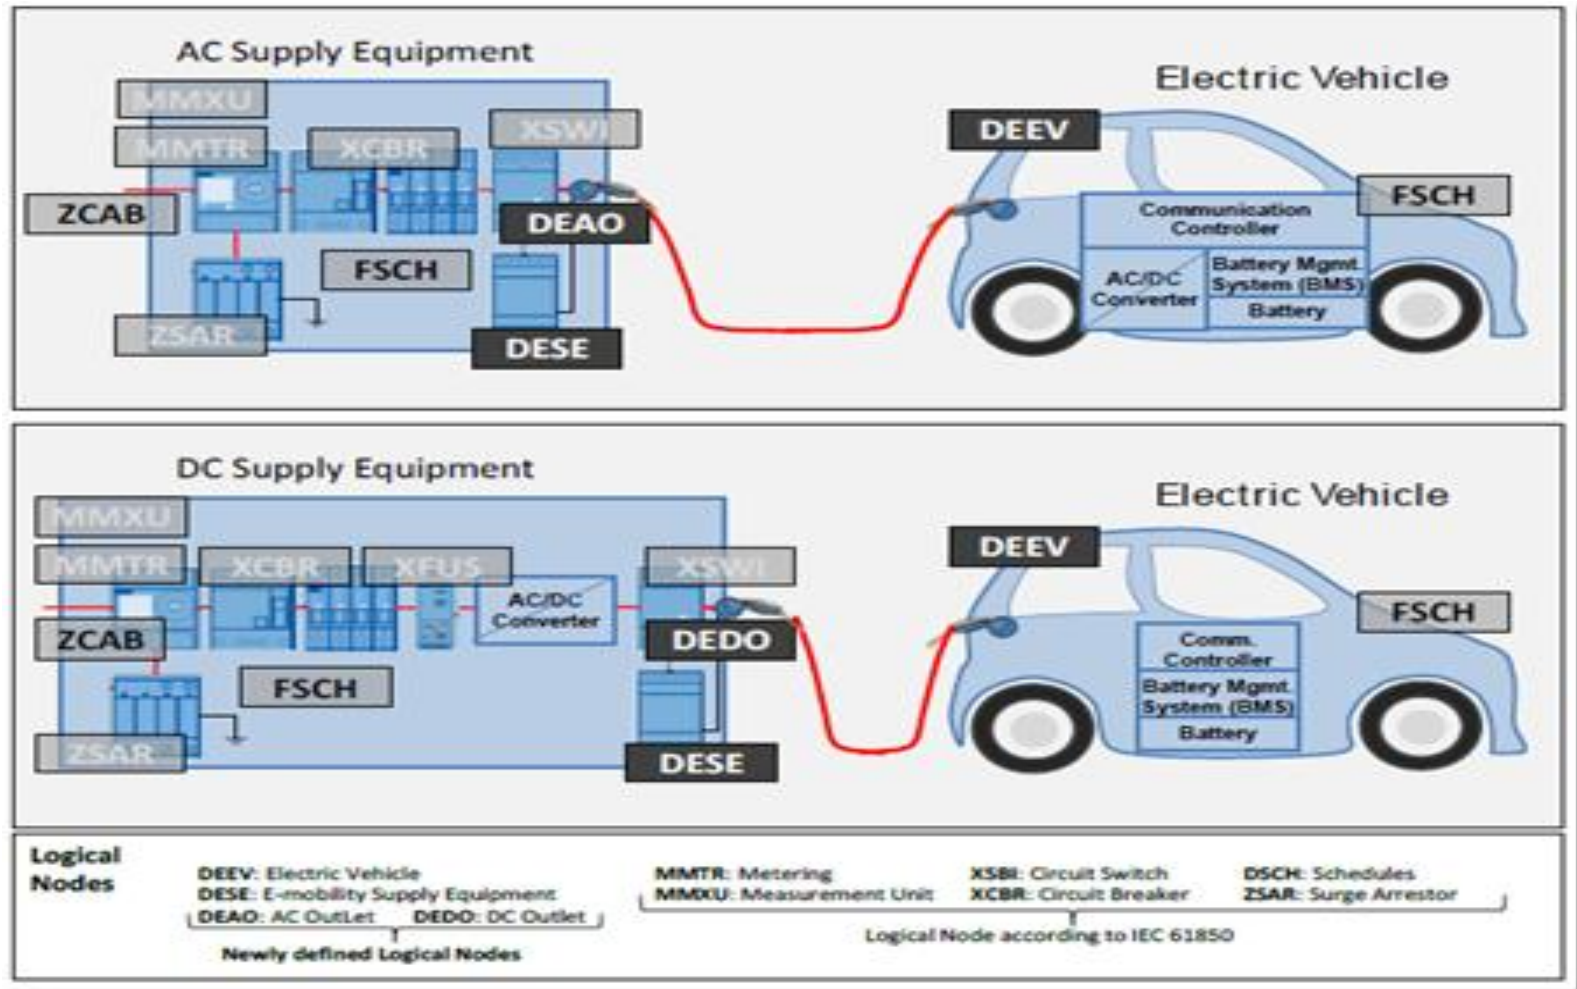 AC Supply Equipment
Electric Vehicle
MMXU
MMTR
XCBR
XSWI
DEEV
ZCAB
DEAO
FSCH
FSCH
Communication
Controller
AC/DC
Converter
Battery Mgmt.
System (BMS)
Battery
ZSAR
DESE
DC Supply Equipment
Electric Vehicle
MMXU
MMTR
XCBR
XFUS
XSWI
DEEV
AC/DC
Converter
ZCAB
DEDO
FSCH
FSCH
Comm.
Controller
Battery Mgmt.
System (BMS)
Battery
ZSAR
DESE
Logical
Nodes
DEEV: Electric Vehicle
DESE: E-mobility Supply Equipment
DEAO: AC OutLet DEDO: DC Outlet
Newly defined Logical Nodes
MMTR: Metering XSBI: Circuit Switch DSCH: Schedules
MMXU: Measurement Unit XCBR: Circuit Breaker ZSAR: Surge Arrestor
Logical Node according to IEC 61850